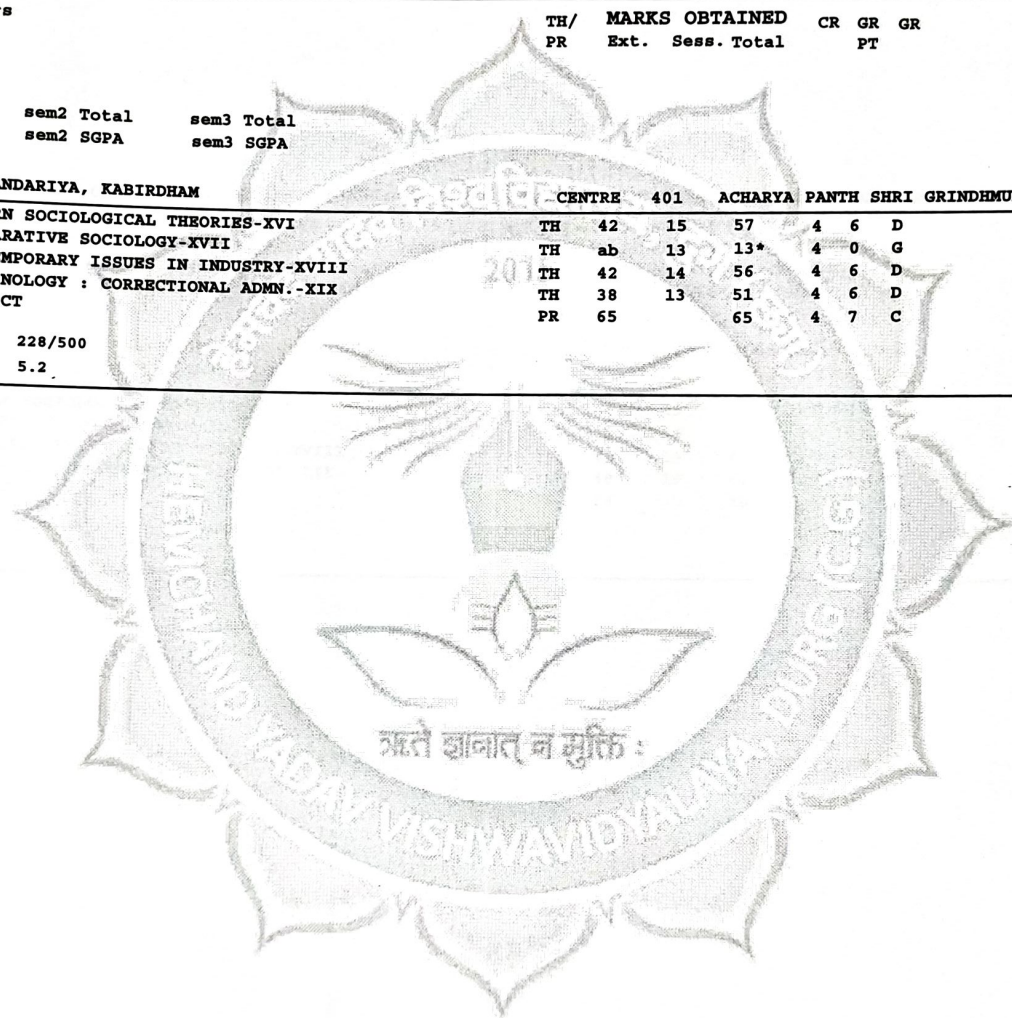 TH/ MARKS OBTAINED CR GR GR
PR Ext. Sess. Total PT
sem2 Total sem3 Total
sem2 SGPA sem3 SGPA
NDARIYA, KABIRDHAM CENTRE 401 ACHARYA PANTH SHRI GRINDHMU
RN SOCIOLOGICAL THEORIES-XVI TH 42 15 57 4 6 D
RATIVE SOCIOLOGY-XVII TH ab 13 13* 4 0 G
MPORARY ISSUES IN INDUSTRY-XVIII TH 42 14 56 4 6 D
NOLOGY : CORRECTIONAL ADMN.-XIX TH 38 13 51 4 6 D
CT PR 65 65 4 7 C
228/500
5.2
201
ऋते ज्ञानात् न मुक्ति :
HEMCHAND YADAV VISHWAVIDYALAYA, DURG (C.G)